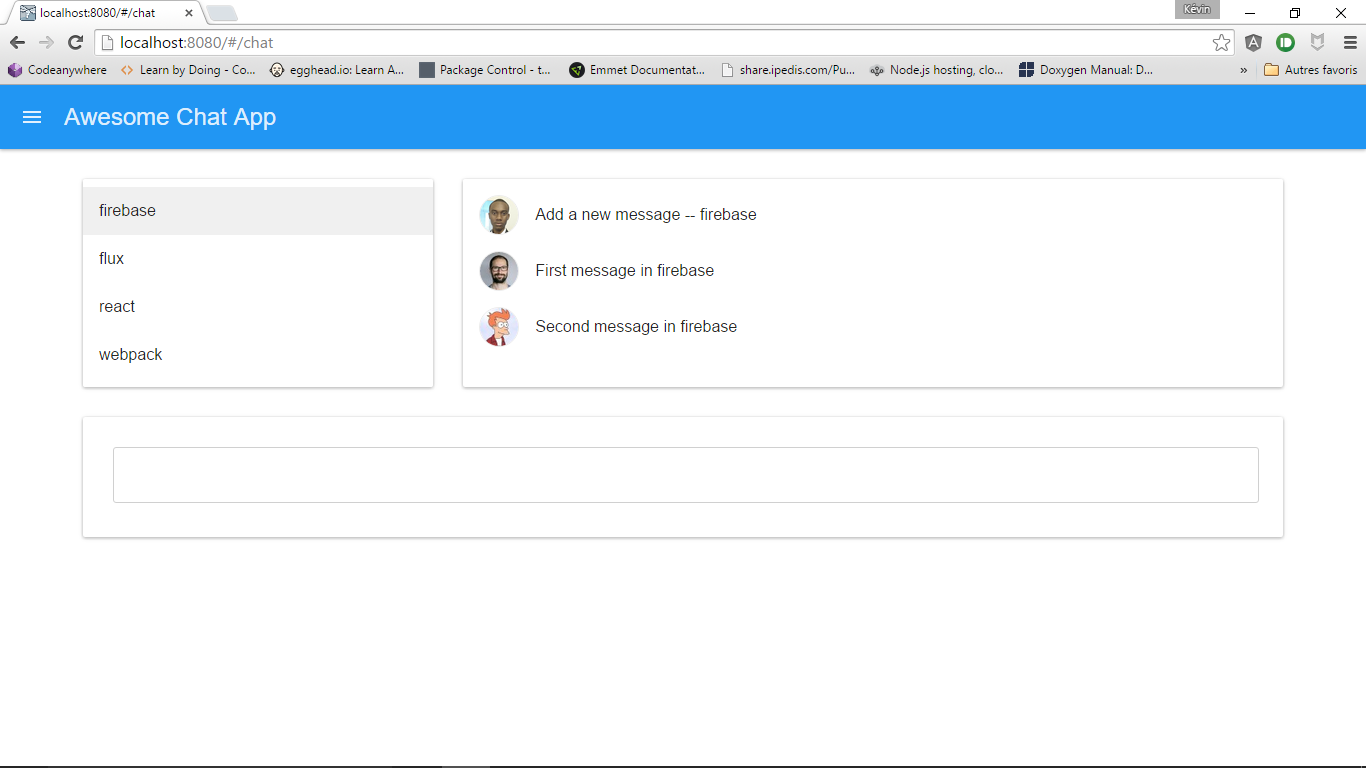 localhost:8080/#/chat
Kévin
localhost:8080/#/chat
Codeanywhere Learn by Doing - Co... egghead.io: Learn A... Package Control - t... Emmet Documentat... share.ipedis.com/Pu... Node.js hosting, clo... Doxygen Manual: D... » Autres favoris
Awesome Chat App
firebase
flux
react
webpack
Add a new message -- firebase
First message in firebase
Second message in firebase